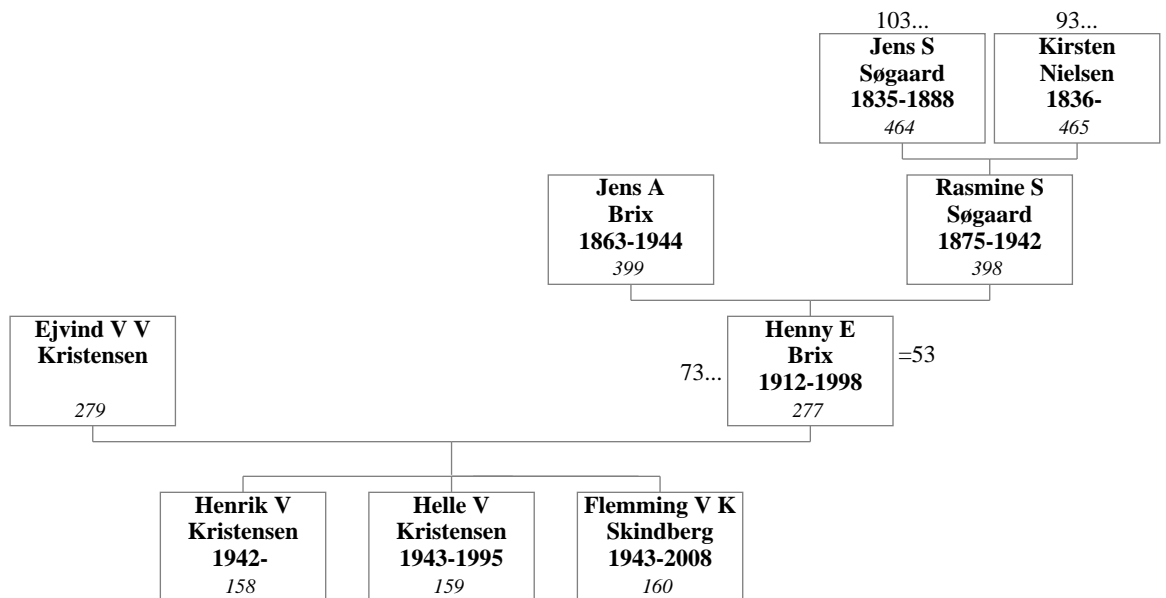 103...
93...
Jens S
Søgaard
1835-1888
464
Kirsten
Nielsen
1836-
465
Jens A
Brix
1863-1944
399
Rasmine S
Søgaard
1875-1942
398
Ejvind V V
Kristensen
279
73...
Henny E
Brix
1912-1998
277
=53
Henrik V
Kristensen
1942-
158
Helle V
Kristensen
1943-1995
159
Flemming V K
Skindberg
1943-2008
160